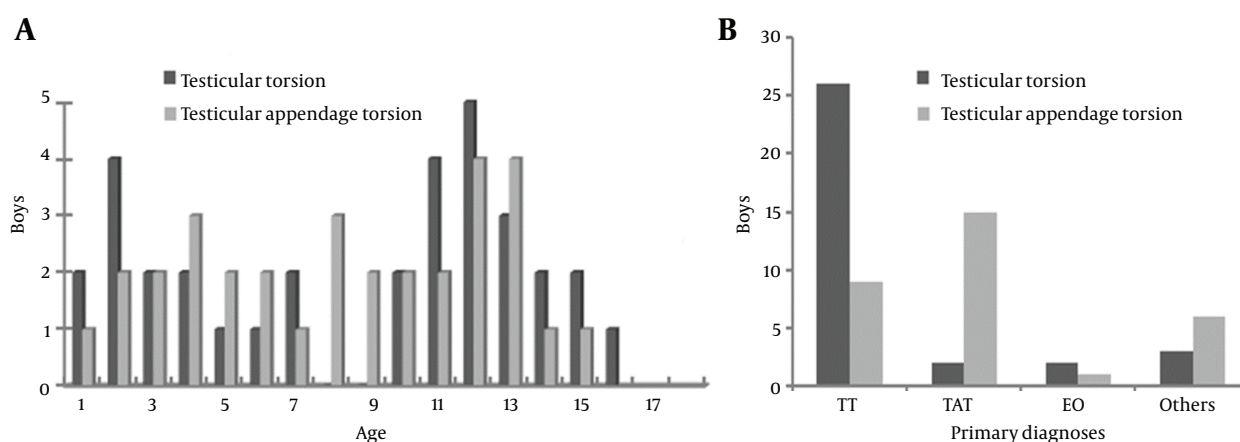 A
Testicular torsion
Testicular appendage torsion
5
4
3
2
1
0
Boys
1 3 5 7 9 11 13 15 17
Age
B
Testicular torsion
Testicular appendage torsion
30
25
20
15
10
5
0
Boys
TT TAT EO Others
Primary diagnoses